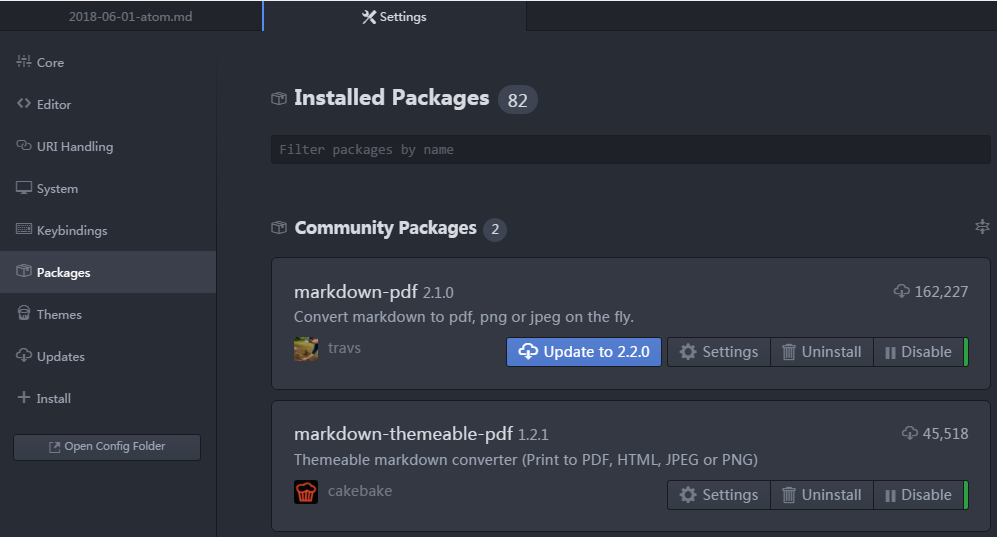 2018-06-01-atom.md
Settings
Core
Editor
URI Handling
System
Keybindings
Packages
Themes
Updates
Install
Open Config Folder
Installed Packages 82
Filter packages by name
Community Packages 2
markdown-pdf 2.1.0 162,227
Convert markdown to pdf, png or jpeg on the fly.
travs
Update to 2.2.0 Settings Uninstall Disable
markdown-themeable-pdf 1.2.1 45,518
Themeable markdown converter (Print to PDF, HTML, JPEG or PNG)
cakebake
Settings Uninstall Disable